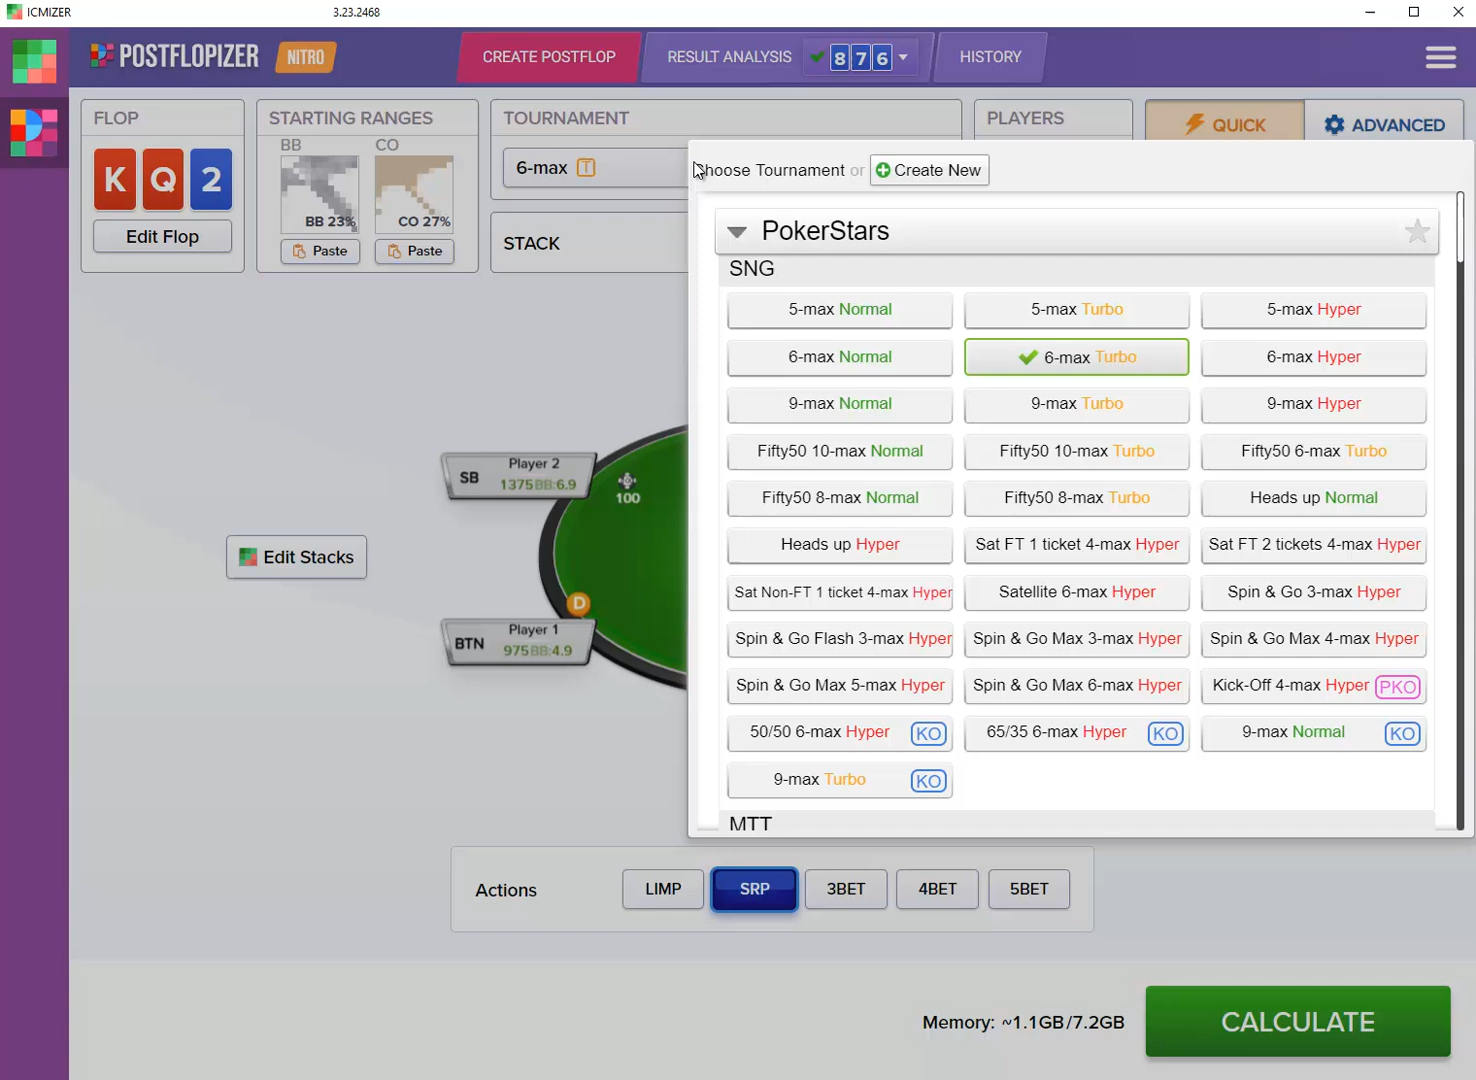 ICMIZER 3.23.2468
POSTFLOPIZER NITRO CREATE POSTFLOP RESULT ANALYSIS 8 7 6 HISTORY
FLOP STARTING RANGES TOURNAMENT PLAYERS QUICK ADVANCED
BB CO
K Q 2
BB 23% CO 27%
Edit Flop Paste Paste
6-max T
STACK
Choose Tournament or Create New
PokerStars
SNG
5-max Normal 5-max Turbo 5-max Hyper
6-max Normal 6-max Turbo 6-max Hyper
9-max Normal 9-max Turbo 9-max Hyper
Fifty50 10-max Normal Fifty50 10-max Turbo Fifty50 6-max Turbo
Fifty50 8-max Normal Fifty50 8-max Turbo Heads up Normal
Heads up Hyper Sat FT 1 ticket 4-max Hyper Sat FT 2 tickets 4-max Hyper
Sat Non-FT 1 ticket 4-max Hyper Satellite 6-max Hyper Spin & Go 3-max Hyper
Spin & Go Flash 3-max Hyper Spin & Go Max 3-max Hyper Spin & Go Max 4-max Hyper
Spin & Go Max 5-max Hyper Spin & Go Max 6-max Hyper Kick-Off 4-max Hyper PKO
50/50 6-max Hyper KO 65/35 6-max Hyper KO 9-max Normal KO
9-max Turbo KO
MTT
SB Player 2
1375BB:6.9
100
Edit Stacks
D
BTN Player 1
975BB:4.9
Actions LIMP SRP 3BET 4BET 5BET
Memory: ~1.1GB/7.2GB CALCULATE